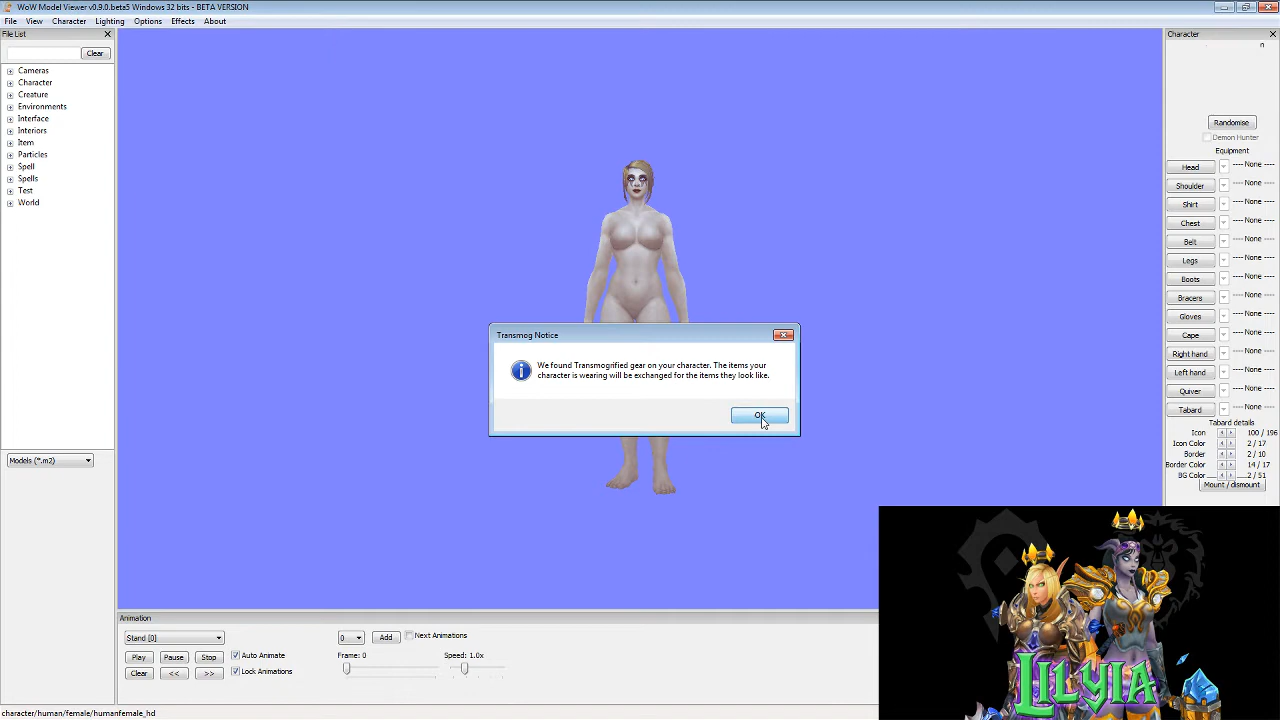 WoW Model Viewer v0.9.0.beta5 Windows 32 bits - BETA VERSION
File View Character Lighting Options Effects About
File List
Clear
Cameras
Character
Creature
Environments
Interface
Interiors
Item
Particles
Spell
Spells
Test
World
Models (*.m2)
Transmog Notice
We found Transmogrified gear on your character. The items your
character is wearing will be exchanged for the items they look like.
OK
Character
n
Randomise
Demon Hunter
Equipment
Head ---- None ----
Shoulder ---- None ----
Shirt ---- None ----
Chest ---- None ----
Belt ---- None ----
Legs ---- None ----
Boots ---- None ----
Bracers ---- None ----
Gloves ---- None ----
Cape ---- None ----
Right hand ---- None ----
Left hand ---- None ----
Quiver ---- None ----
Tabard ---- None ----
Tabard details
Icon 100 / 196
Icon Color 2 / 17
Border 2 / 10
Border Color 14 / 17
BG Color 2 / 51
Mount / dismount
Animation
Stand [0] 0 Add Next Animations
Play Pause Stop Auto Animate Frame: 0 Speed: 1.0x
Clear << >> Lock Animations
character/human/female/humanfemale_hd
LILYIA